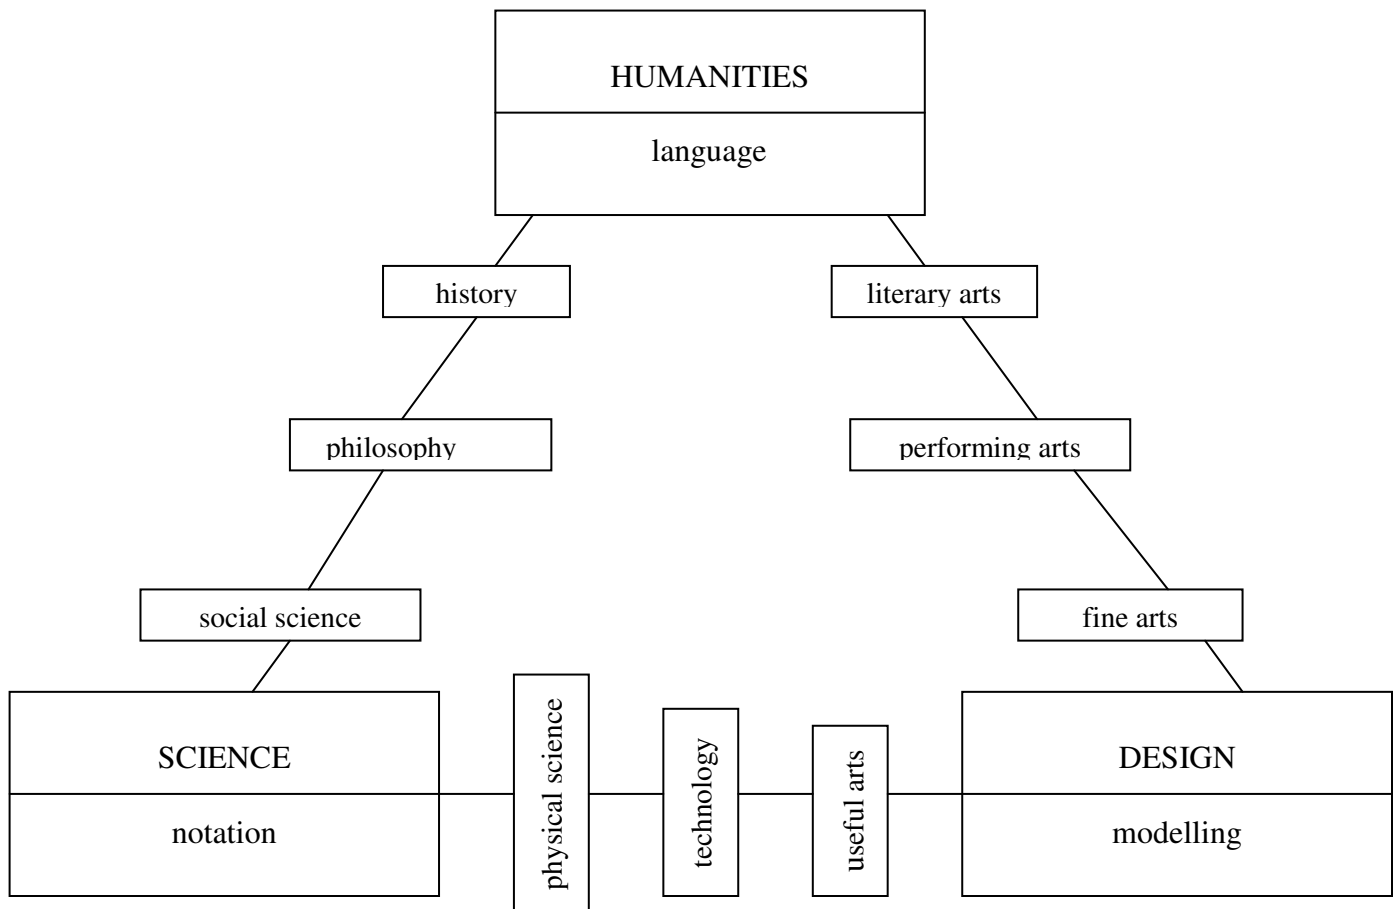 HUMANITIES
language
history
literary arts
philosophy
performing arts
social science
fine arts
SCIENCE
notation
physical science
technology
useful arts
DESIGN
modelling